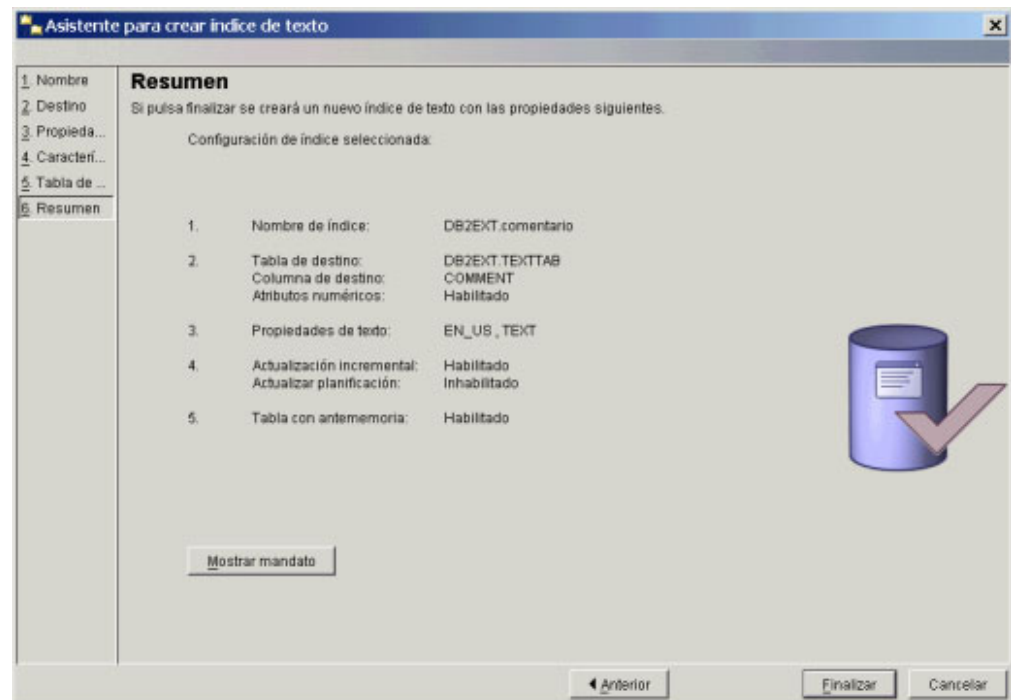 Asistente para crear índice de texto
1. Nombre
2. Destino
3. Propieda...
4. Caracterí...
5. Tabla de ...
6. Resumen
Resumen
Si pulsa finalizar se creará un nuevo índice de texto con las propiedades siguientes.
Configuración de índice seleccionada:
1. Nombre de índice: DB2EXT.comentario
2. Tabla de destino: DB2EXT.TEXTTAB
Columna de destino: COMMENT
Atributos numéricos: Habilitado
3. Propiedades de texto: EN_US , TEXT
4. Actualización incremental: Habilitado
Actualizar planificación: Inhabilitado
5. Tabla con antememoria: Habilitado
Mostrar mandato
Anterior Finalizar Cancelar